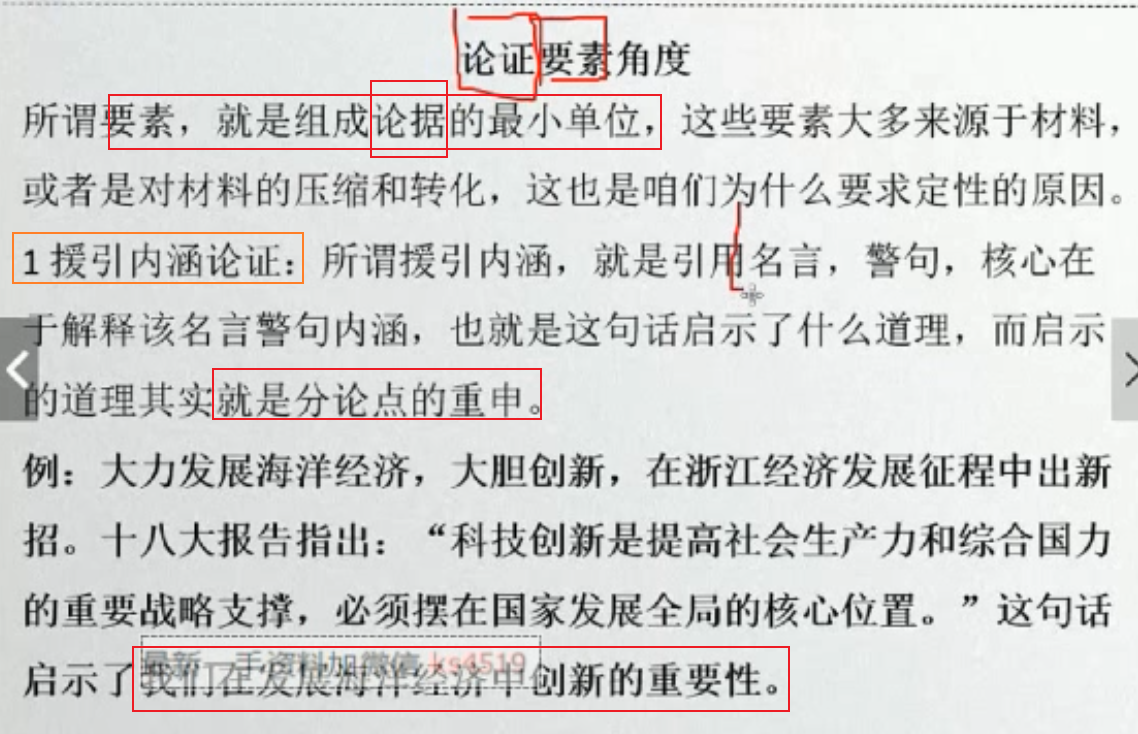 论证要素角度
所谓要素，就是组成论据的最小单位，这些要素大多来源于材料，
或者是对材料的压缩和转化，这也是咱们为什么要求定性的原因。
1 援引内涵论证：所谓援引内涵，就是引用名言，警句，核心在
于解释该名言警句内涵，也就是这句话启示了什么道理，而启示
的道理其实就是分论点的重申。
例：大力发展海洋经济，大胆创新，在浙江经济发展征程中出新
招。十八大报告指出：“科技创新是提高社会生产力和综合国力
的重要战略支撑，必须摆在国家发展全局的核心位置。”这句话
最新一手资料加微信 ks4519
启示了我们在发展海洋经济中创新的重要性。